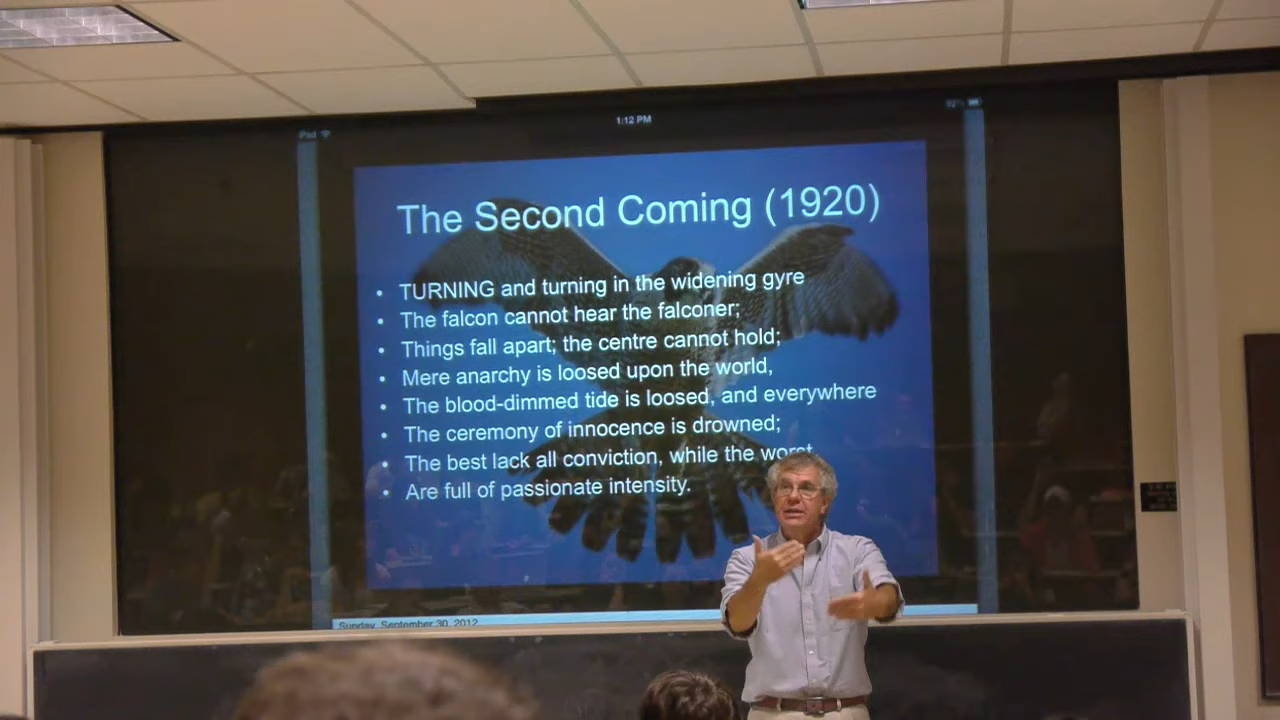 iPad
1:12 PM
92%
The Second Coming (1920)
• TURNING and turning in the widening gyre
• The falcon cannot hear the falconer;
• Things fall apart; the centre cannot hold;
• Mere anarchy is loosed upon the world,
• The blood-dimmed tide is loosed, and everywhere
• The ceremony of innocence is drowned;
• The best lack all conviction, while the worst
• Are full of passionate intensity.
Sunday, September 30, 2012